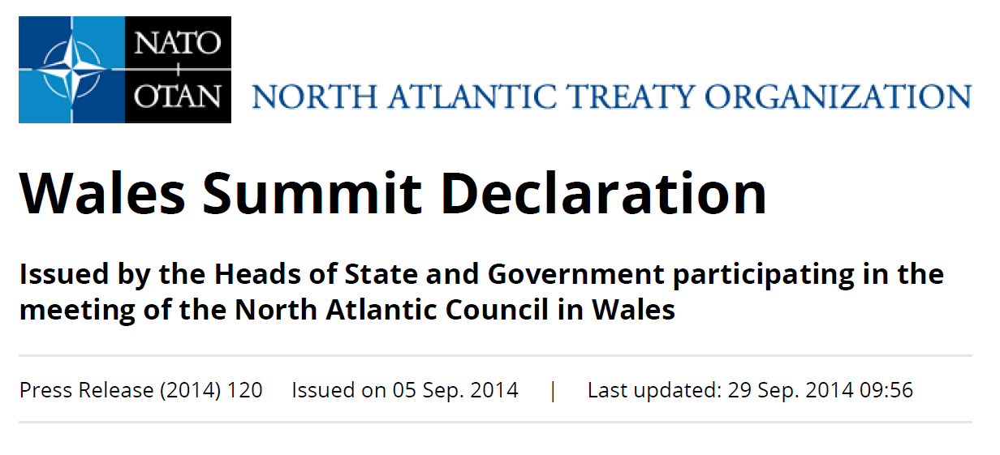 NATO
OTAN
NORTH ATLANTIC TREATY ORGANIZATION
Wales Summit Declaration
Issued by the Heads of State and Government participating in the
meeting of the North Atlantic Council in Wales
Press Release (2014) 120 Issued on 05 Sep. 2014 | Last updated: 29 Sep. 2014 09:56